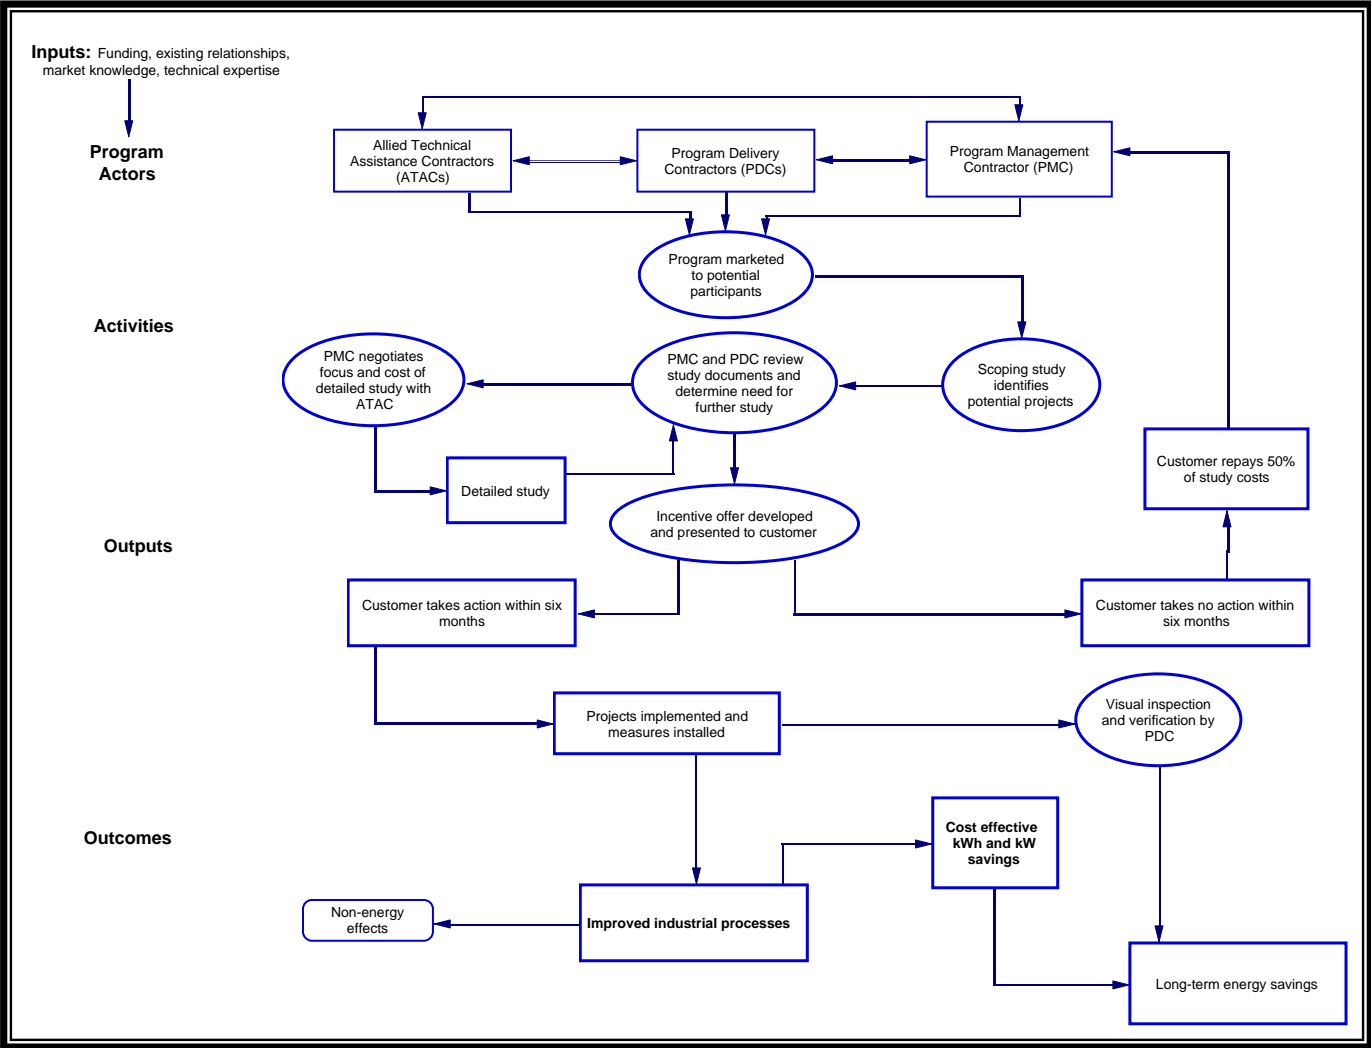 Inputs: Funding, existing relationships,
market knowledge, technical expertise
Program
Actors
Allied Technical
Assistance Contractors
(ATACs)
Program Delivery
Contractors (PDCs)
Program Management
Contractor (PMC)
Program marketed
to potential
participants
Activities
PMC negotiates
focus and cost of
detailed study with
ATAC
PMC and PDC review
study documents and
determine need for
further study
Scoping study
identifies
potential projects
Customer repays 50%
of study costs
Detailed study
Incentive offer developed
and presented to customer
Outputs
Customer takes action within six
months
Customer takes no action within
six months
Projects implemented and
measures installed
Visual inspection
and verification by
PDC
Outcomes
Cost effective
kWh and kW
savings
Non-energy
effects
Improved industrial processes
Long-term energy savings